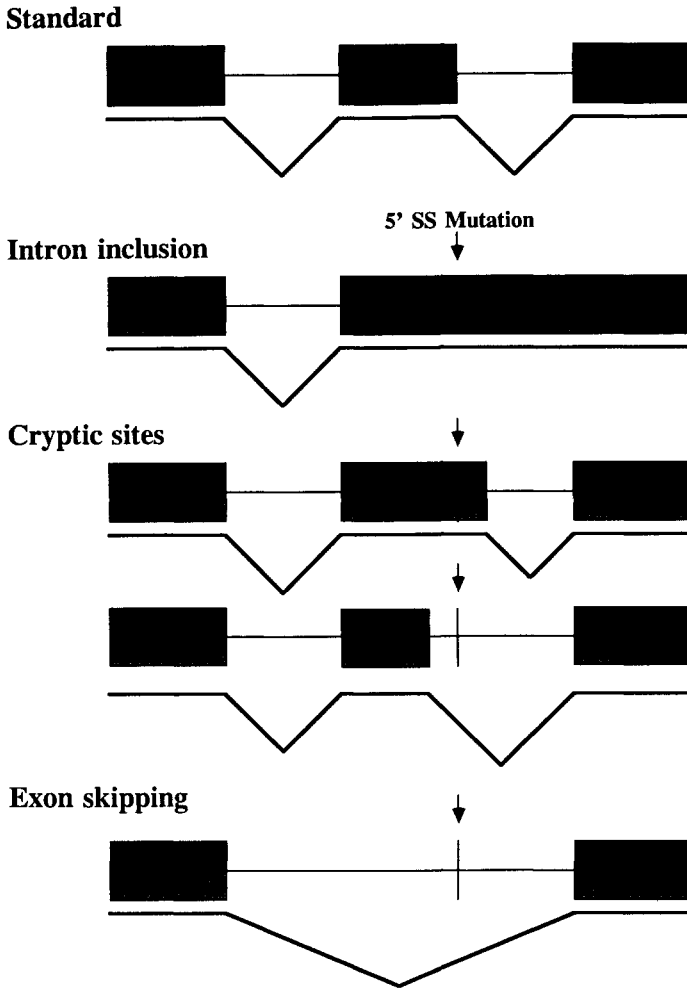 Standard
5' SS Mutation
Intron inclusion
Cryptic sites
Exon skipping